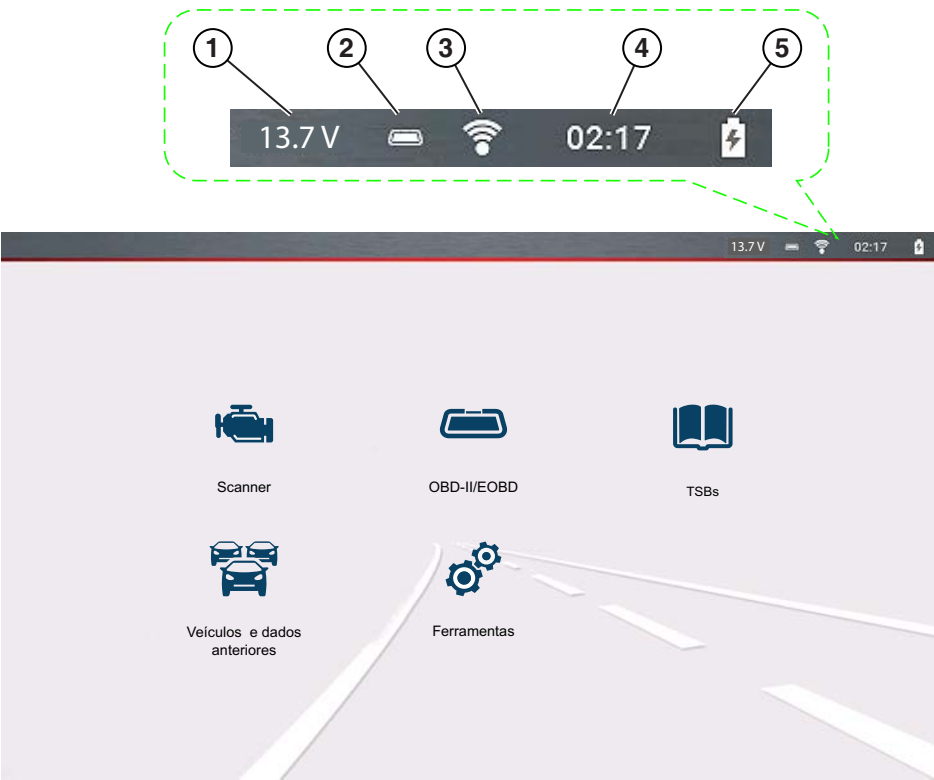 1 2 3 4 5
13.7 V 02:17
13.7 V 02:17
Scanner OBD-II/EOBD TSBs
Veículos e dados
anteriores
Ferramentas